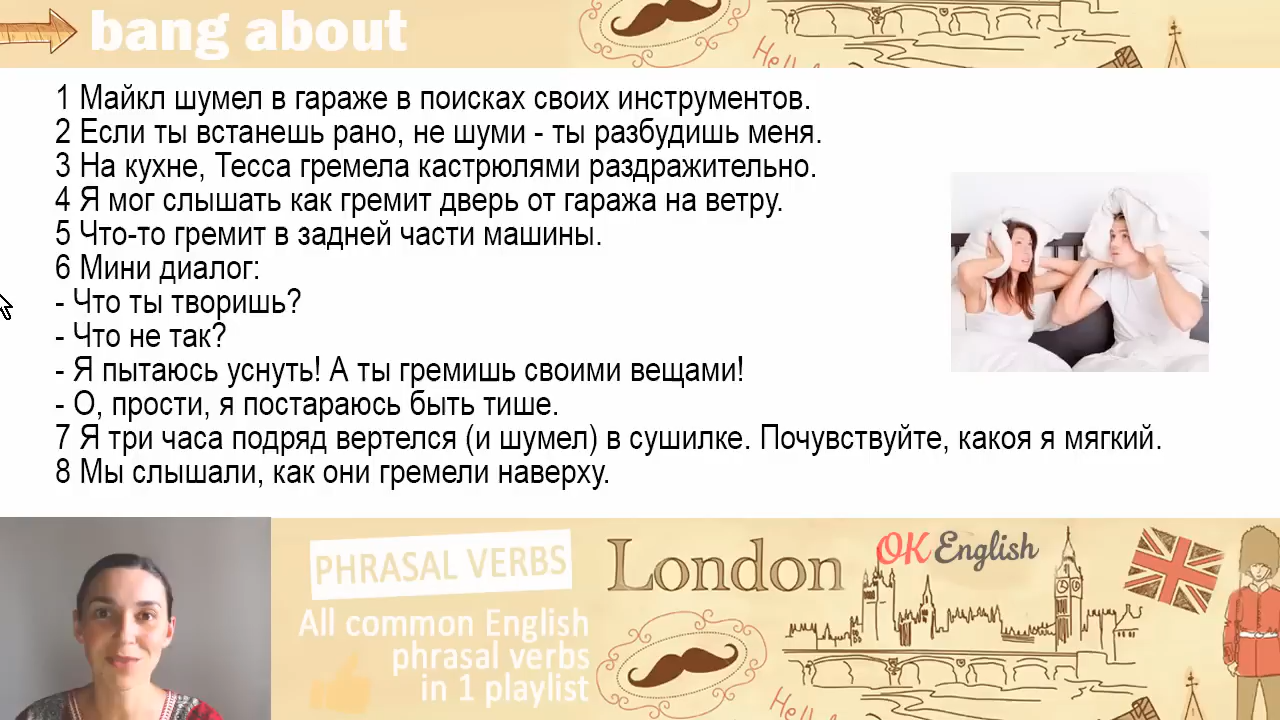 bang about
Hello
1 Майкл шумел в гараже в поисках своих инструментов.
2 Если ты встанешь рано, не шуми - ты разбудишь меня.
3 На кухне, Тесса гремела кастрюлями раздражительно.
4 Я мог слышать как гремит дверь от гаража на ветру.
5 Что-то гремит в задней части машины.
6 Мини диалог:
- Что ты творишь?
- Что не так?
- Я пытаюсь уснуть! А ты гремишь своими вещами!
- О, прости, я постараюсь быть тише.
7 Я три часа подряд вертелся (и шумел) в сушилке. Почувствуйте, какоя я мягкий.
8 Мы слышали, как они гремели наверху.
PHRASAL VERBS
All common English
phrasal verbs
in 1 playlist
London
OK English
Hello